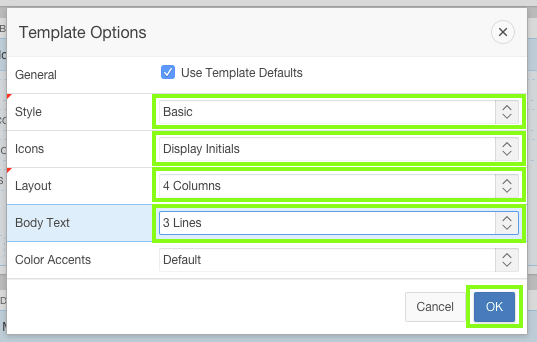 Template Options
General
Use Template Defaults
Style
Basic
Icons
Display Initials
Layout
4 Columns
Body Text
3 Lines
Color Accents
Default
Cancel
OK